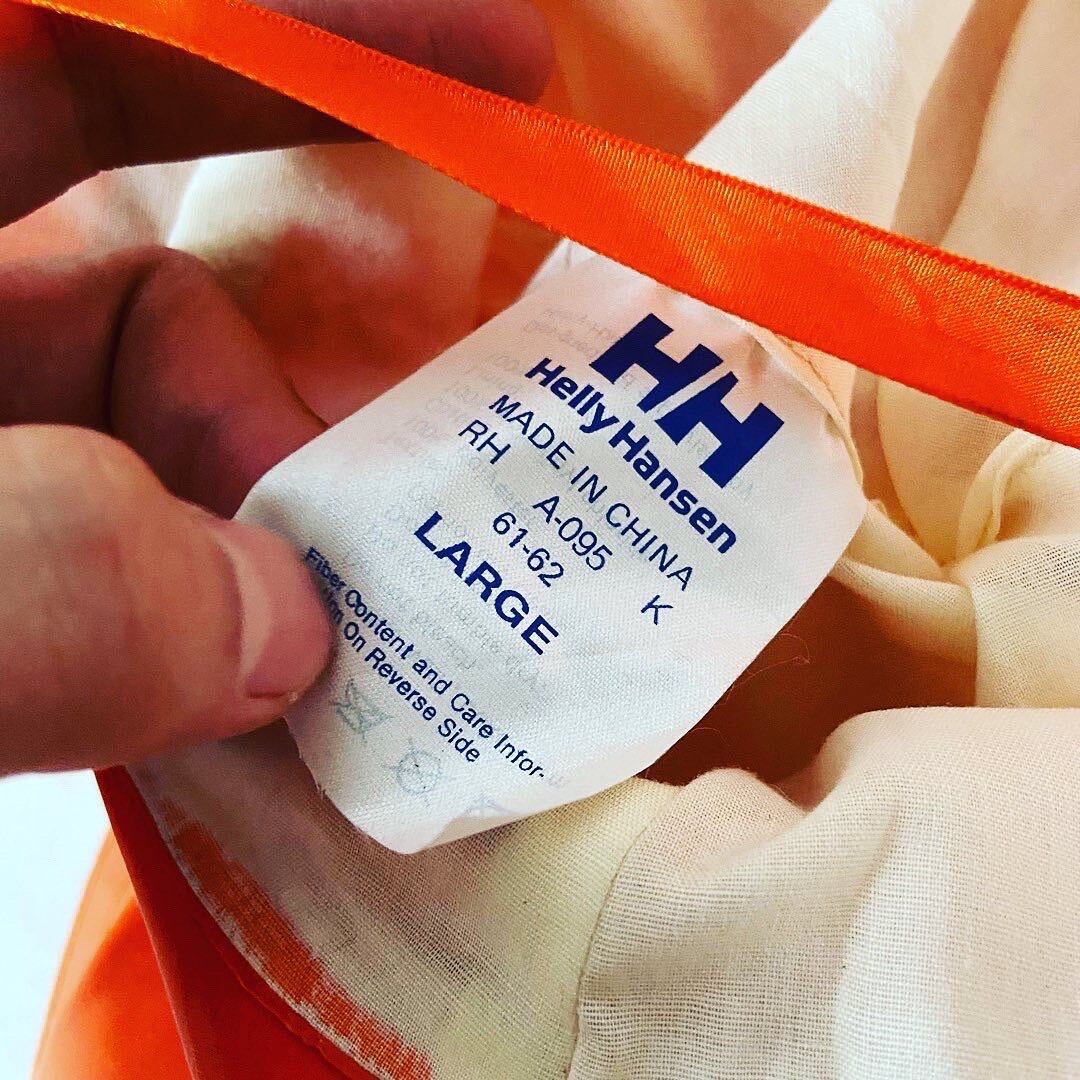 HH
Helly Hansen
MADE IN CHINA
RH A-095 K
61-62
LARGE
Fiber Content and Care Infor-
On Reverse Side